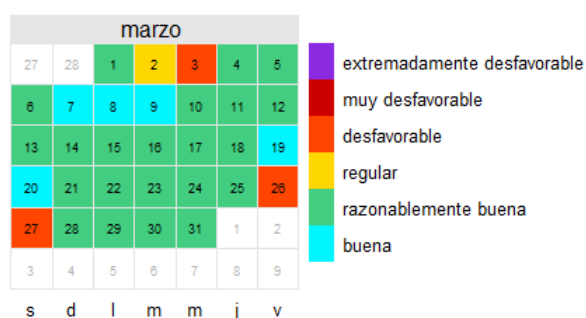 marzo
27 28 1 2 3 4 5
6 7 8 9 10 11 12
13 14 15 16 17 18 19
20 21 22 23 24 25 26
27 28 29 30 31 1 2
3 4 5 6 7 8 9
s d l m m j v
extremadamente desfavorable
muy desfavorable
desfavorable
regular
razonablemente buena
buena